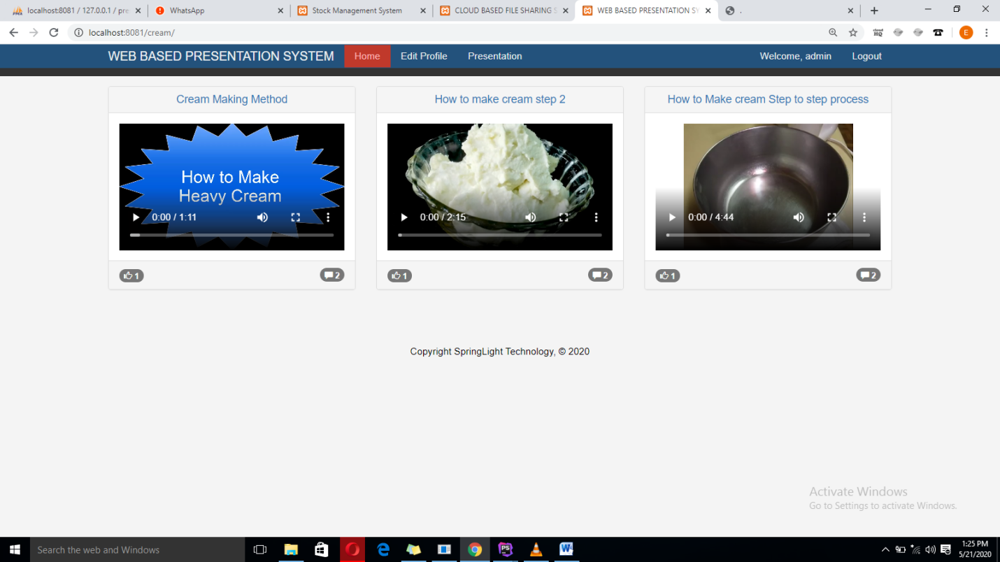 localhost:8081 / 127.0.0.1 / pre
WhatsApp
Stock Management System
CLOUD BASED FILE SHARING S
WEB BASED PRESENTATION SY
.
localhost:8081/cream/
cloud
HQ
E
WEB BASED PRESENTATION SYSTEM
Home
Edit Profile
Presentation
Welcome, admin
Logout
Cream Making Method
How to make cream step 2
How to Make cream Step to step process
How to Make
Heavy Cream
0:00 / 1:11
0:00 / 2:15
0:00 / 4:44
1
2
1
2
1
2
Copyright SpringLight Technology, © 2020
Activate Windows
Go to Settings to activate Windows.
Search the web and Windows
PS
W
1:25 PM
5/21/2020